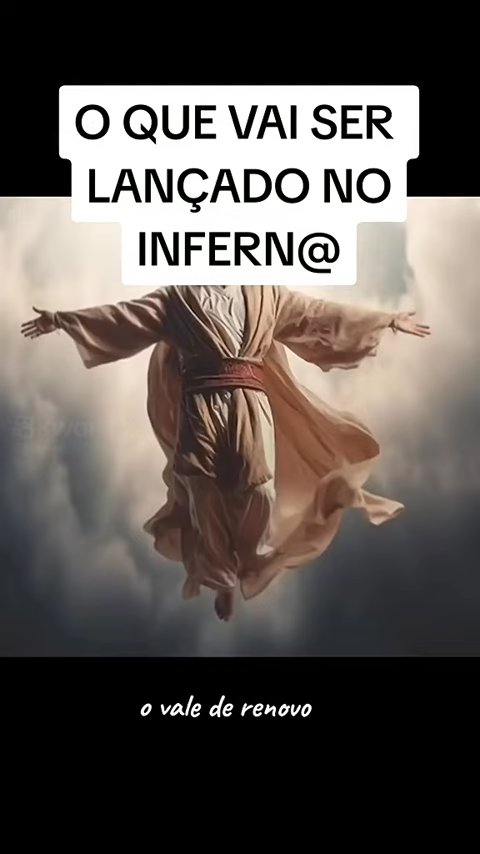 O QUE VAI SER
LANÇADO NO
INFERN@
o vale de renovo